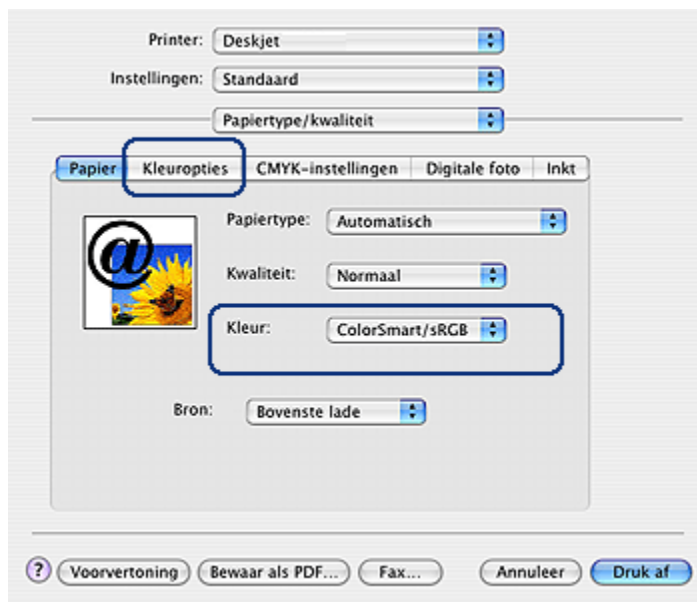 Printer: Deskjet
Instellingen: Standaard
Papiertype/kwaliteit
Papier Kleuropties CMYK-instellingen Digitale foto Inkt
@
Papiertype: Automatisch
Kwaliteit: Normaal
Kleur: ColorSmart/sRGB
Bron: Bovenste lade
? Voorvertoning Bewaar als PDF... Fax... Annuleer Druk af